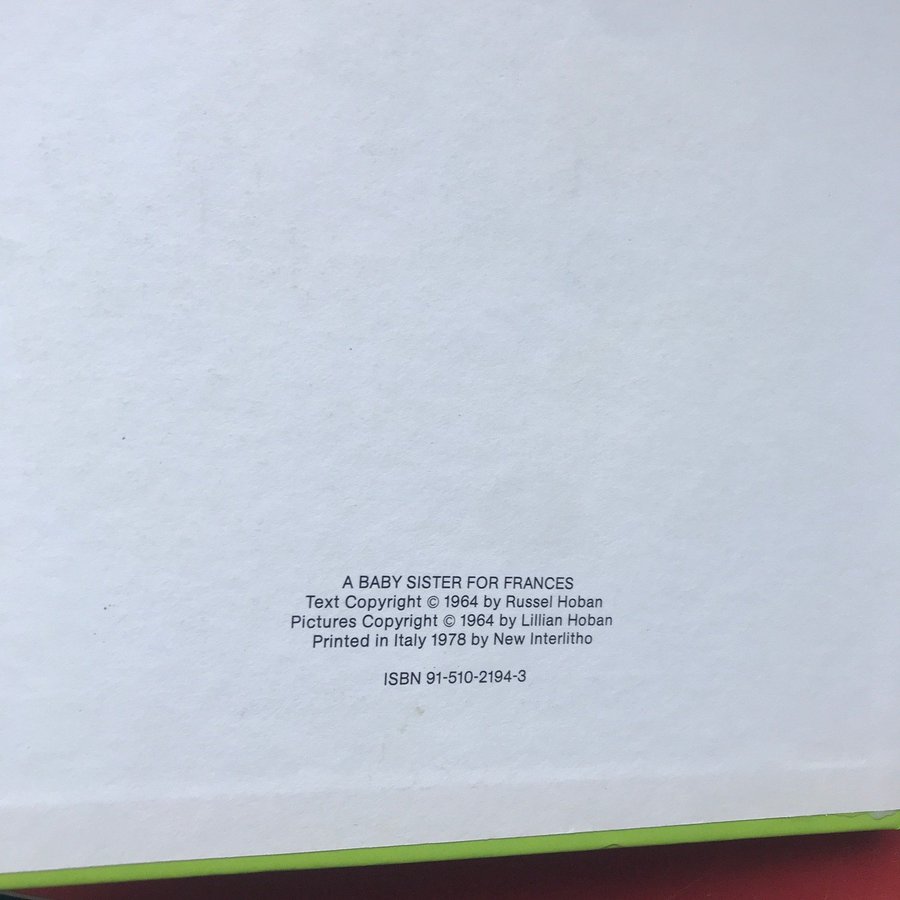 A BABY SISTER FOR FRANCES
Text Copyright © 1964 by Russel Hoban
Pictures Copyright © 1964 by Lillian Hoban
Printed in Italy 1978 by New Interlitho
ISBN 91-510-2194-3